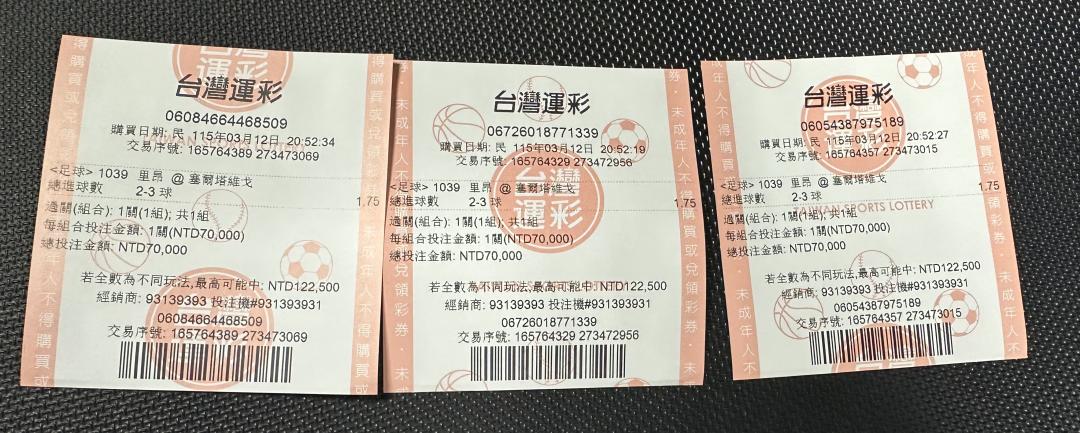 台灣運彩
06084664468509
購買日期: 民 115年03月12日 20:52:34
交易序號: 165764389 273473069
<足球> 1039 里昂 @ 塞爾塔維戈
總進球數 2-3 球 1.75
過關(組合): 1關(1組); 共1組
每組合投注金額: 1關(NTD70,000)
總投注金額: NTD70,000
若全數為不同玩法,最高可能中: NTD122,500
經銷商: 93139393 投注機#931393931
06084664468509
交易序號: 165764389 273473069
台灣運彩
06726018771339
購買日期: 民 115年03月12日 20:52:19
交易序號: 165764329 273472956
<足球> 1039 里昂 @ 塞爾塔維戈
總進球數 2-3 球 1.75
過關(組合): 1關(1組); 共1組
每組合投注金額: 1關(NTD70,000)
總投注金額: NTD70,000
台灣運彩
若全數為不同玩法,最高可能中: NTD122,500
經銷商: 93139393 投注機#931393931
06726018771339
交易序號: 165764329 273472956
台灣運彩
06054387975189
購買日期: 民 115年03月12日 20:52:27
交易序號: 165764357 273473015
<足球> 1039 里昂 @ 塞爾塔維戈
總進球數 2-3 球 1.75
TAIWAN SPORTS LOTTERY
過關(組合): 1關(1組); 共1組
每組合投注金額: 1關(NTD70,000)
總投注金額: NTD70,000
若全數為不同玩法,最高可能中: NTD122,500
經銷商: 93139393 投注機#931393931
06054387975189
交易序號: 165764357 273473015
得購買或兌領彩券
未成年人不得購買或
未成年人不